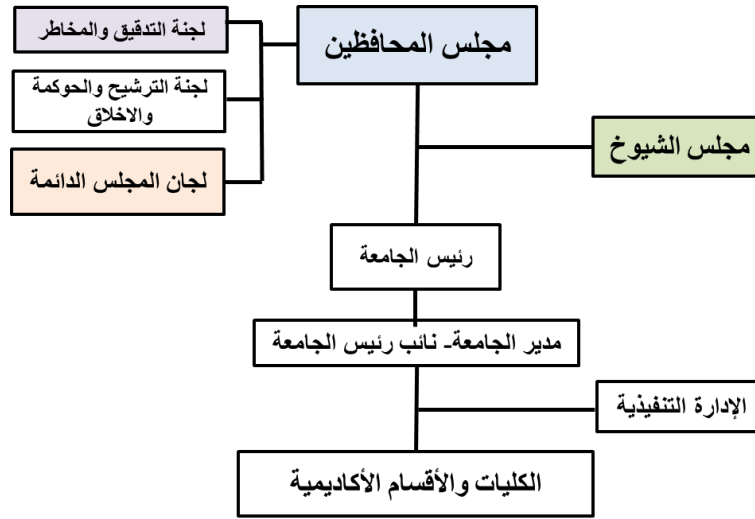 مجلس المحافظين
لجنة التدقيق والمخاطر
لجنة الترشيح والحوكمة
والاخلاق
لجان المجلس الدائمة
مجلس الشيوخ
رئيس الجامعة
مدير الجامعة- نائب رئيس الجامعة
الإدارة التنفيذية
الكليات والأقسام الأكاديمية